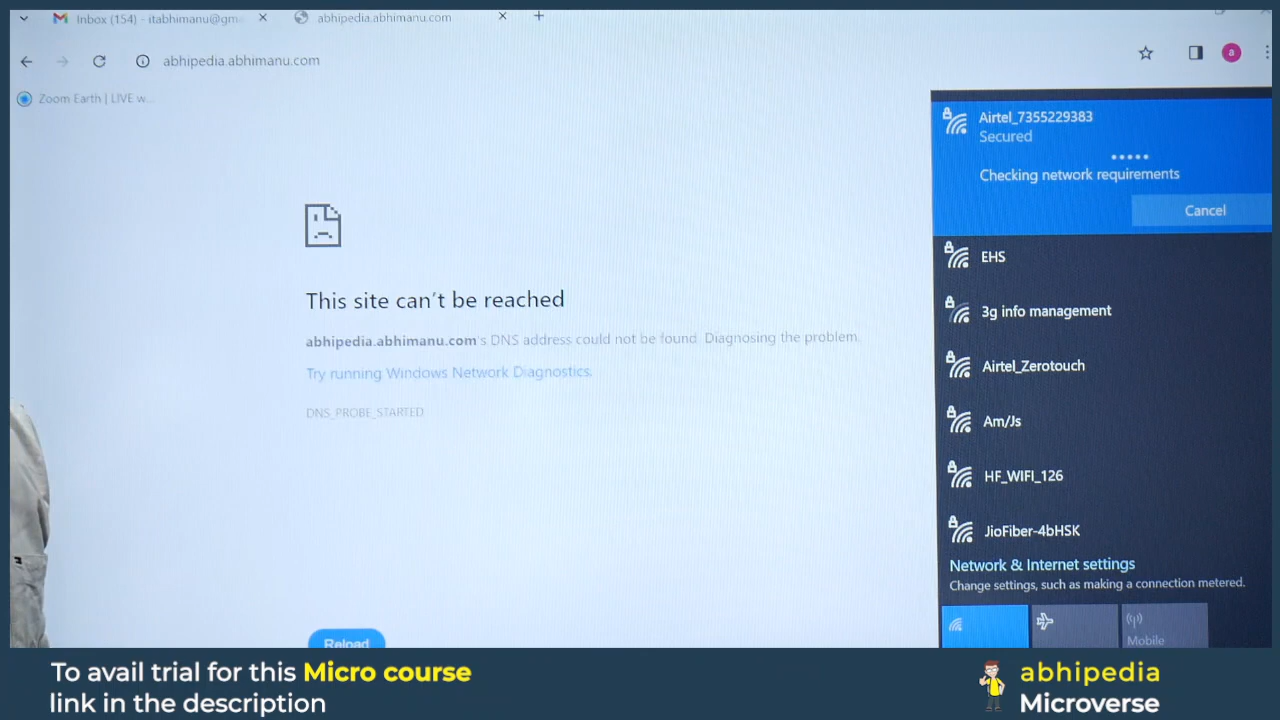 Inbox (154) - itabhimanu@gm
abhipedia.abhimanu.com
abhipedia.abhimanu.com
a
Zoom Earth | LIVE w...
Airtel_7355229383
Secured
Checking network requirements
Cancel
EHS
3g info management
Airtel_Zerotouch
Am/Js
HF_WIFI_126
JioFiber-4bHSK
Network & Internet settings
Change settings, such as making a connection metered.
Mobile
This site can't be reached
abhipedia.abhimanu.com's DNS address could not be found. Diagnosing the problem.
Try running Windows Network Diagnostics.
DNS_PROBE_STARTED
Reload
To avail trial for this Micro course
link in the description
abhipedia
Microverse